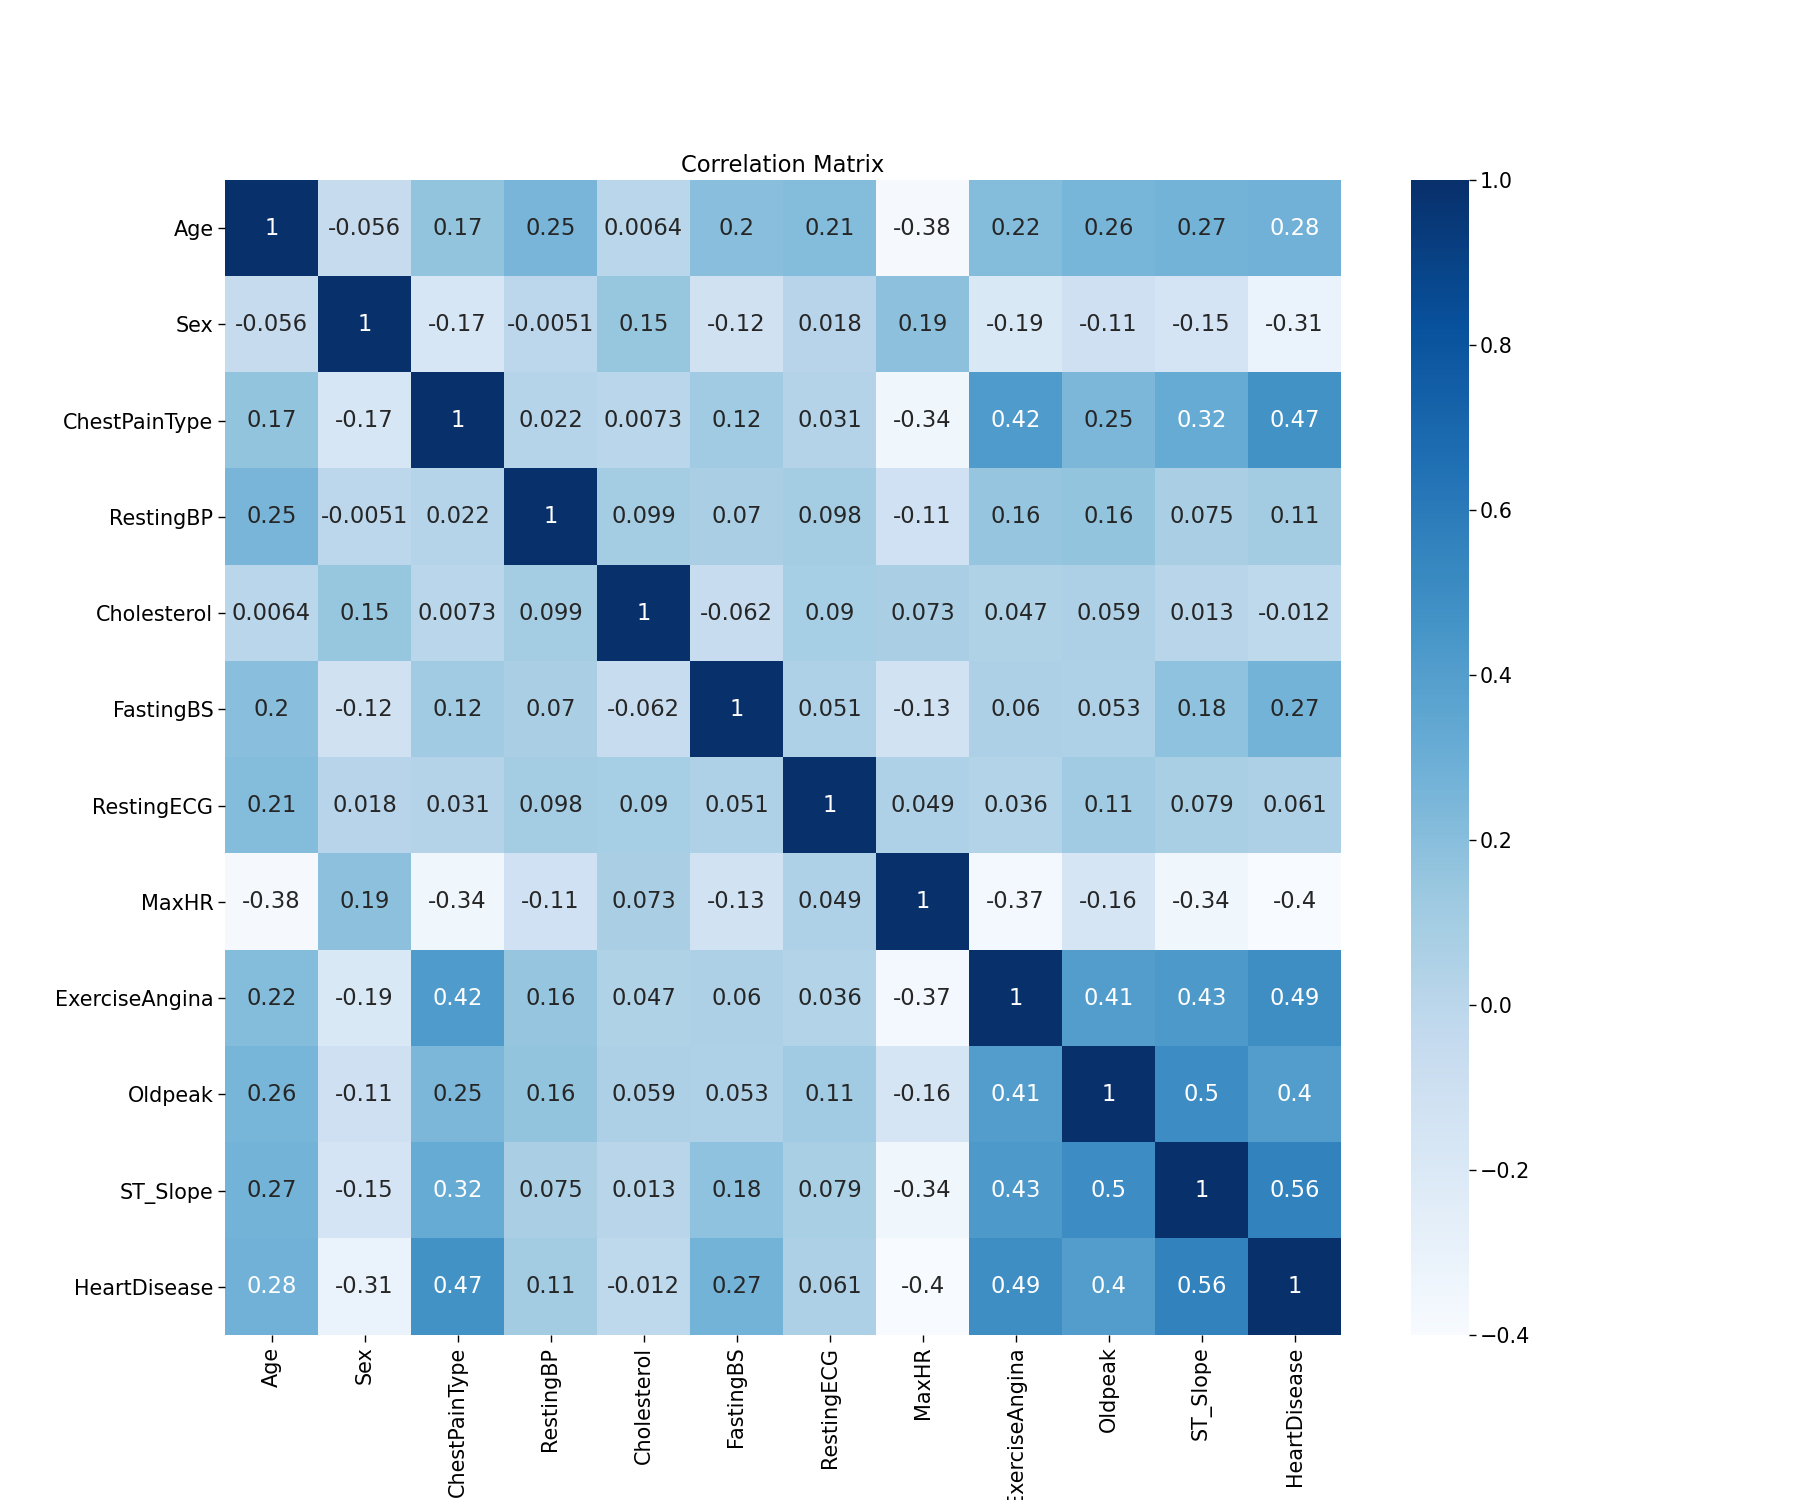 Correlation Matrix
Age 1 -0.056 0.17 0.25 0.0064 0.2 0.21 -0.38 0.22 0.26 0.27 0.28
Sex -0.056 1 -0.17 -0.0051 0.15 -0.12 0.018 0.19 -0.19 -0.11 -0.15 -0.31
ChestPainType 0.17 -0.17 1 0.022 0.0073 0.12 0.031 -0.34 0.42 0.25 0.32 0.47
RestingBP 0.25 -0.0051 0.022 1 0.099 0.07 0.098 -0.11 0.16 0.16 0.075 0.11
Cholesterol 0.0064 0.15 0.0073 0.099 1 -0.062 0.09 0.073 0.047 0.059 0.013 -0.012
FastingBS 0.2 -0.12 0.12 0.07 -0.062 1 0.051 -0.13 0.06 0.053 0.18 0.27
RestingECG 0.21 0.018 0.031 0.098 0.09 0.051 1 0.049 0.036 0.11 0.079 0.061
MaxHR -0.38 0.19 -0.34 -0.11 0.073 -0.13 0.049 1 -0.37 -0.16 -0.34 -0.4
ExerciseAngina 0.22 -0.19 0.42 0.16 0.047 0.06 0.036 -0.37 1 0.41 0.43 0.49
Oldpeak 0.26 -0.11 0.25 0.16 0.059 0.053 0.11 -0.16 0.41 1 0.5 0.4
ST_Slope 0.27 -0.15 0.32 0.075 0.013 0.18 0.079 -0.34 0.43 0.5 1 0.56
HeartDisease 0.28 -0.31 0.47 0.11 -0.012 0.27 0.061 -0.4 0.49 0.4 0.56 1
Age Sex ChestPainType RestingBP Cholesterol FastingBS RestingECG MaxHR ExerciseAngina Oldpeak ST_Slope HeartDisease
1.0
0.8
0.6
0.4
0.2
0.0
−0.2
−0.4